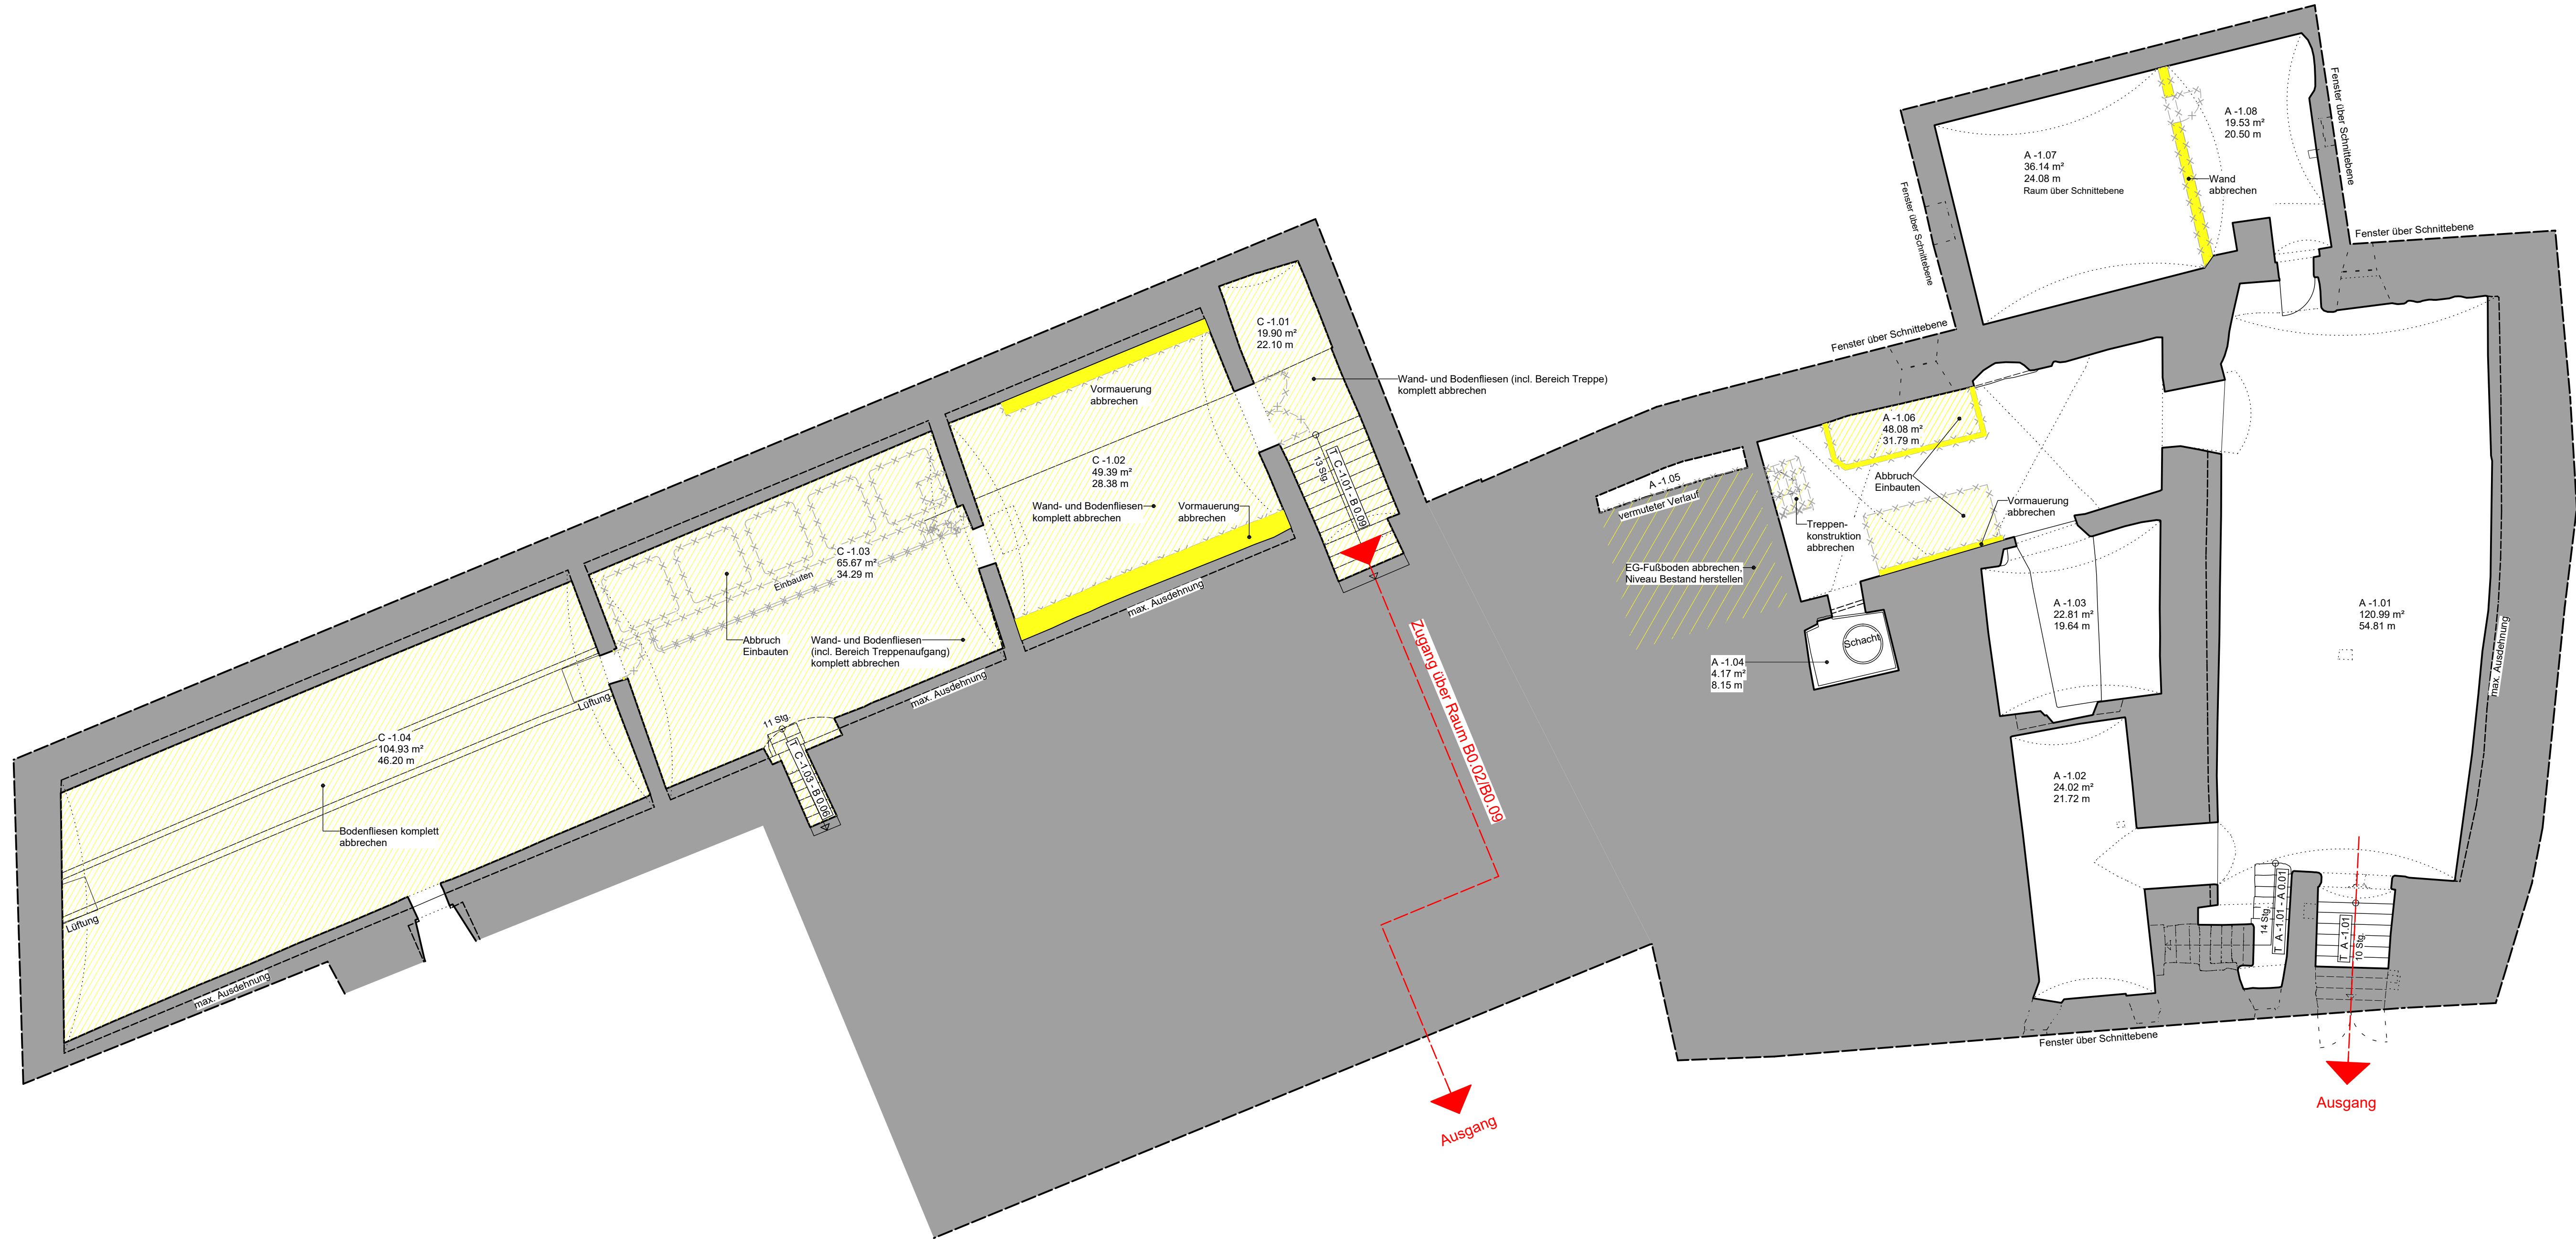 Fenster über Schnittebene
A -1.08
19.53 m²
20.50 m
A -1.07
36.14 m²
24.08 m
Raum über Schnittebene
Wand
abbrechen
Fenster über Schnittebene
Fenster über Schnittebene
Fenster über Schnittebene
C -1.01
19.90 m²
22.10 m
Wand- und Bodenfliesen (incl. Bereich Treppe)
komplett abbrechen
Vormauerung
abbrechen
C -1.02
49.39 m²
28.38 m
Wand- und Bodenfliesen
komplett abbrechen
Vormauerung
abbrechen
13 Stg.
T C-1.01 - B 0.09
max. Ausdehnung
C -1.03
65.67 m²
34.29 m
Einbauten
Abbruch
Einbauten
Wand- und Bodenfliesen
(incl. Bereich Treppenaufgang)
komplett abbrechen
max. Ausdehnung
11 Stg.
T C -1.03 - B 0.06
Lüftung
C -1.04
104.93 m²
46.20 m
Bodenfliesen komplett
abbrechen
Lüftung
max. Ausdehnung
Zugang über Raum B0.02/B0.09
Ausgang
A -1.06
48.08 m²
31.79 m
Abbruch
Einbauten
Vormauerung
abbrechen
A -1.05
vermuteter Verlauf
Treppen-
konstruktion
abbrechen
EG-Fußboden abbrechen,
Niveau Bestand herstellen
Schacht
A -1.04
4.17 m²
8.15 m
A -1.03
22.81 m²
19.64 m
A -1.01
120.99 m²
54.81 m
max. Ausdehnung
A -1.02
24.02 m²
21.72 m
14 Stg.
T A -1.01 - A 0.01
T A -1.01
10 Stg.
Fenster über Schnittebene
Ausgang